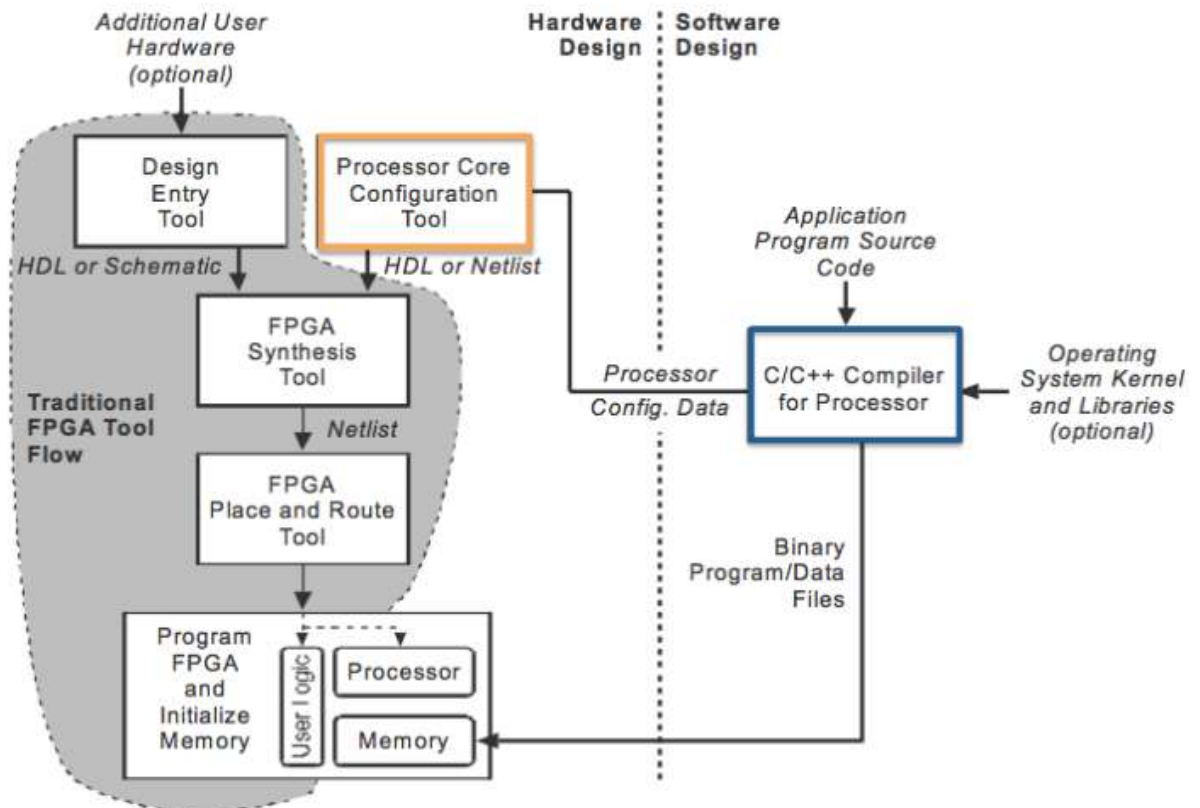 Additional User
Hardware
(optional)
Hardware
Design
Software
Design
Design
Entry
Tool
Processor Core
Configuration
Tool
HDL or Schematic
HDL or Netlist
Application
Program Source
Code
FPGA
Synthesis
Tool
Processor
Config. Data
C/C++ Compiler
for Processor
Operating
System Kernel
and Libraries
(optional)
Traditional
FPGA Tool
Flow
Netlist
FPGA
Place and Route
Tool
Binary
Program/Data
Files
Program
FPGA
and
Initialize
Memory
User Logic
Processor
Memory